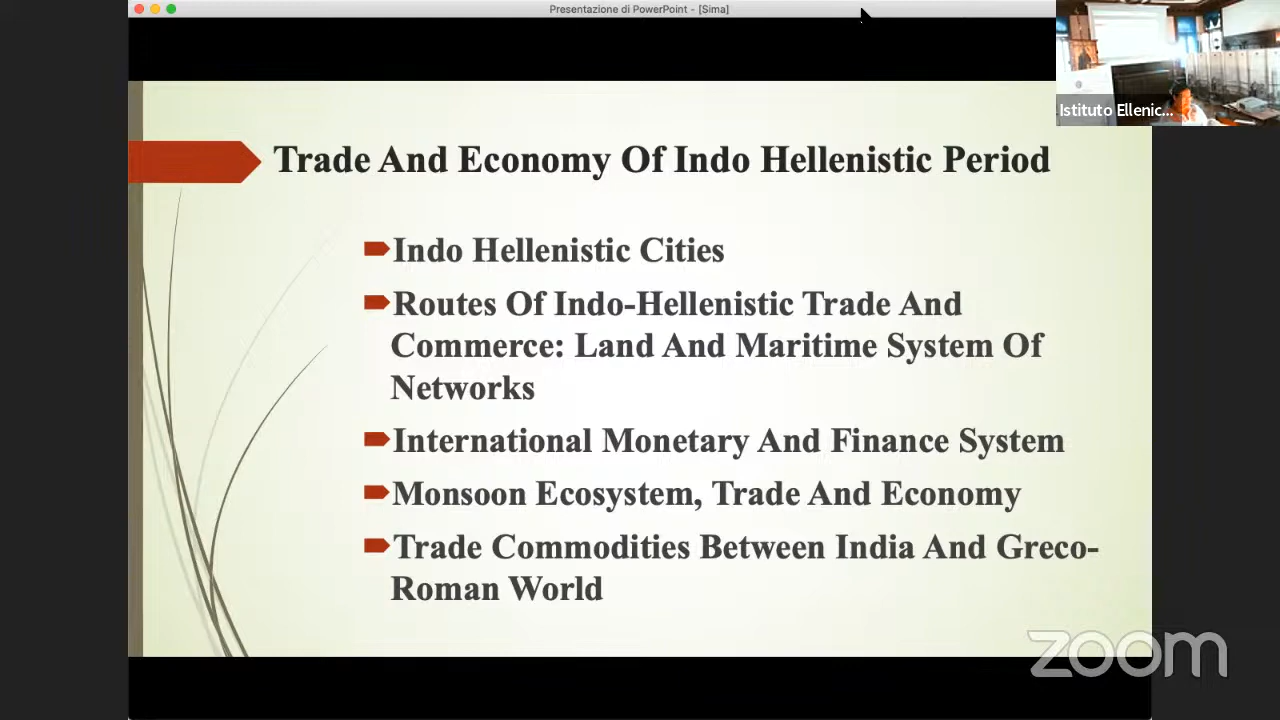 Presentazione di PowerPoint - [Sima]
Istituto Ellenic...
Trade And Economy Of Indo Hellenistic Period
Indo Hellenistic Cities
Routes Of Indo-Hellenistic Trade And
Commerce: Land And Maritime System Of
Networks
International Monetary And Finance System
Monsoon Ecosystem, Trade And Economy
Trade Commodities Between India And Greco-
Roman World
zoom